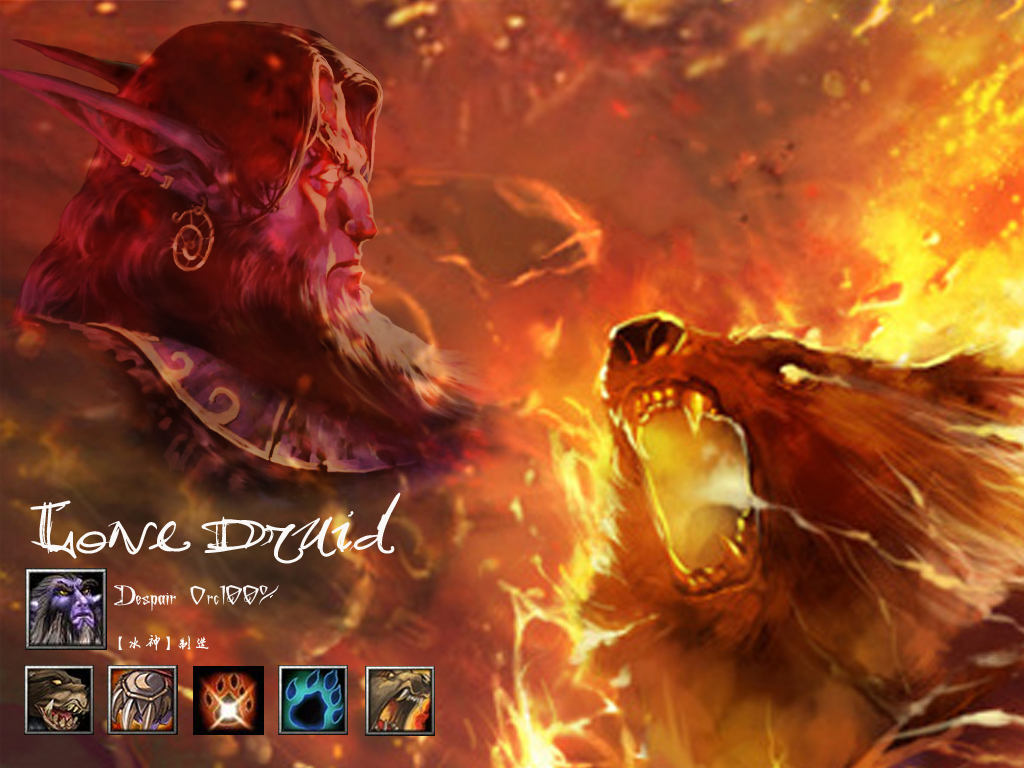 Lone Druid
Despair Orc100%
【水神】制造